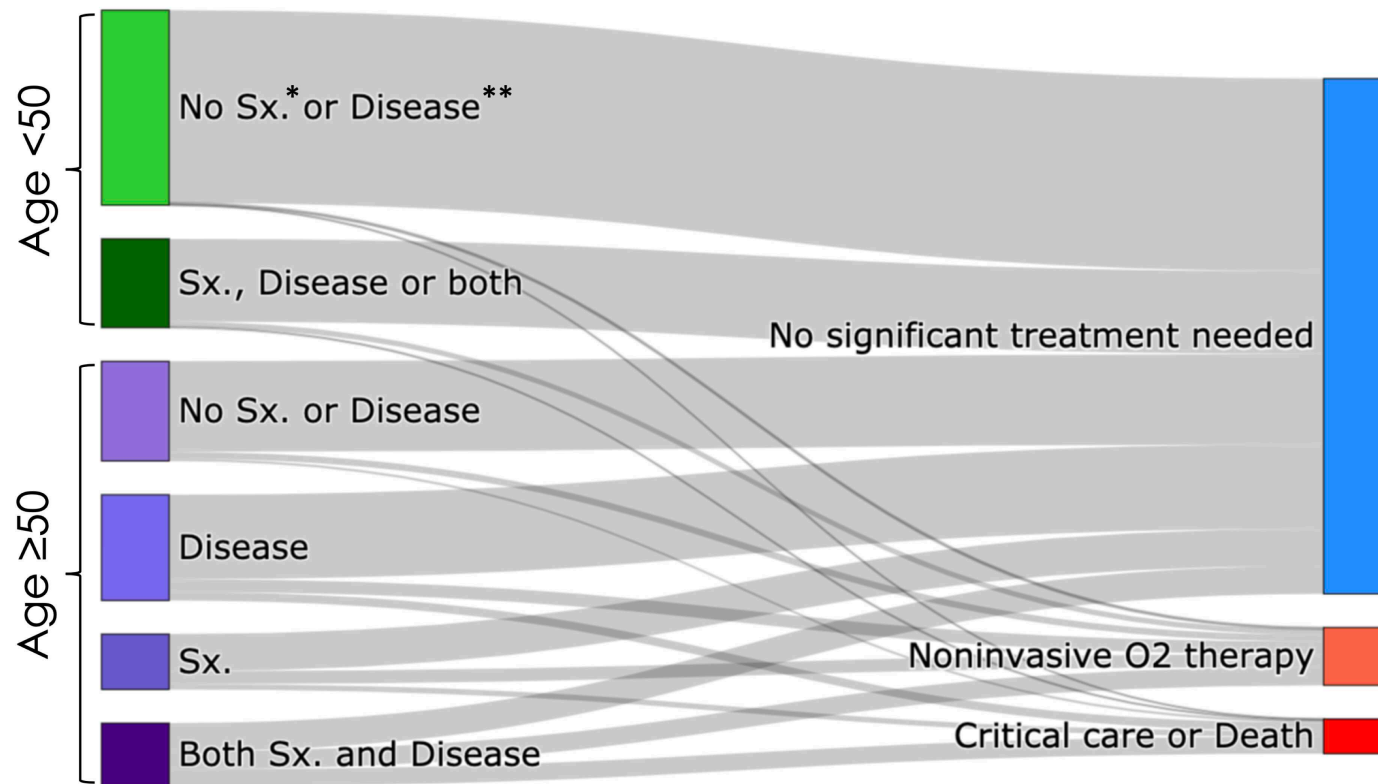 Age <50
No Sx.* or Disease**
Sx., Disease or both
Age ≥50
No Sx. or Disease
Disease
Sx.
Both Sx. and Disease
No significant treatment needed
Noninvasive O2 therapy
Critical care or Death